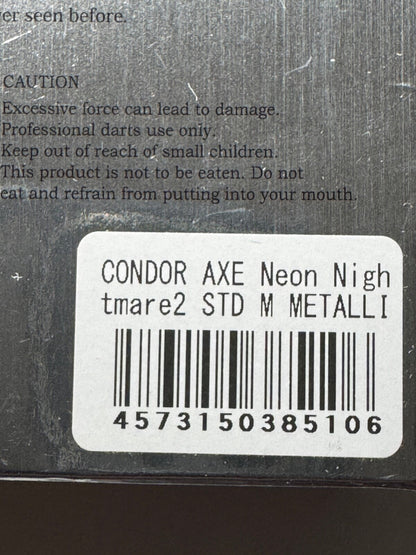 er seen before.
CAUTION
Excessive force can lead to damage.
Professional darts use only.
Keep out of reach of small children.
This product is not to be eaten. Do not
eat and refrain from putting into your mouth.
CONDOR AXE Neon Nigh
tmare2 STD M METALLI
4573150385106